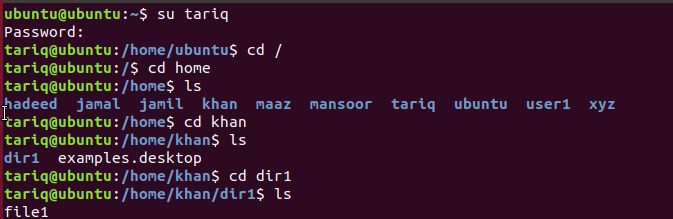 ubuntu@ubuntu:~$ su tariq
Password:
tariq@ubuntu:/home/ubuntu$ cd /
tariq@ubuntu:/$ cd home
tariq@ubuntu:/home$ ls
hadeed  jamal  jamil  khan  maaz  mansoor  tariq  ubuntu  user1  xyz
tariq@ubuntu:/home$ cd khan
tariq@ubuntu:/home/khan$ ls
dir1  examples.desktop
tariq@ubuntu:/home/khan$ cd dir1
tariq@ubuntu:/home/khan/dir1$ ls
file1